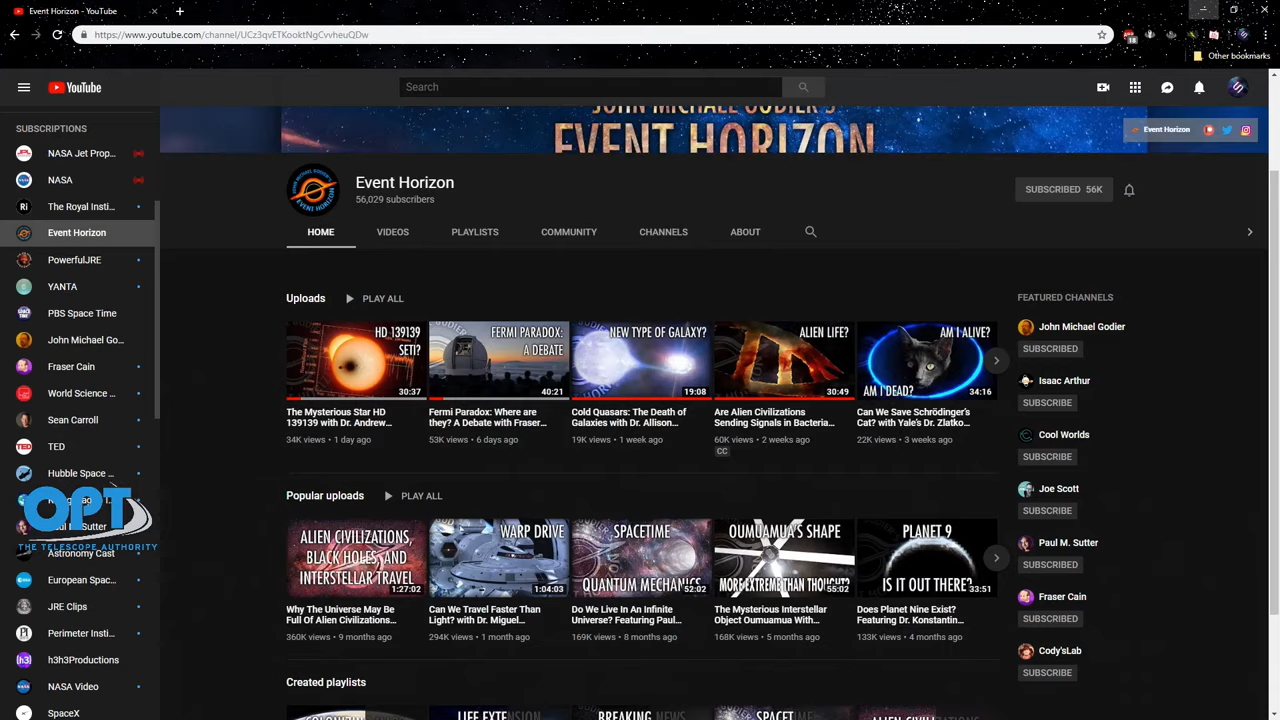 Event Horizon - YouTube
https://www.youtube.com/channel/UCz3qvETKooktNgCvvheuQDw
18
Other bookmarks
YouTube
Search
SUBSCRIPTIONS
NASA Jet Prop...
NASA
The Royal Insti...
Event Horizon
PowerfulJRE
YANTA
PBS Space Time
John Michael Go...
Fraser Cain
World Science ...
Sean Carroll
TED
Hubble Space ...
OPT
THE TELESCOPE AUTHORITY
Astronomy Cast
European Spac...
JRE Clips
Perimeter Insti...
h3h3Productions
NASA Video
SpaceX
JOHN MICHAEL GODIER'S
EVENT HORIZON
Event Horizon
Event Horizon
56,029 subscribers
SUBSCRIBED 56K
HOME
VIDEOS
PLAYLISTS
COMMUNITY
CHANNELS
ABOUT
Uploads
PLAY ALL
HD 139139
SETI?
30:37
The Mysterious Star HD
139139 with Dr. Andrew...
34K views • 1 day ago
FERMI PARADOX:
A DEBATE
40:21
Fermi Paradox: Where are
they? A Debate with Fraser...
53K views • 6 days ago
NEW TYPE OF GALAXY?
19:08
Cold Quasars: The Death of
Galaxies with Dr. Allison...
19K views • 1 week ago
ALIEN LIFE?
30:49
Are Alien Civilizations
Sending Signals in Bacteria...
60K views • 2 weeks ago
CC
AM I ALIVE?
AM I DEAD?
34:16
Can We Save Schrödinger's
Cat? with Yale's Dr. Zlatko...
22K views • 3 weeks ago
Popular uploads
PLAY ALL
ALIEN CIVILIZATIONS,
BLACK HOLES, AND
INTERSTELLAR TRAVEL
1:27:02
Why The Universe May Be
Full Of Alien Civilizations...
360K views • 9 months ago
WARP DRIVE
1:04:03
Can We Travel Faster Than
Light? with Dr. Miguel...
294K views • 1 month ago
SPACETIME
QUANTUM MECHANICS
52:02
Do We Live In An Infinite
Universe? Featuring Paul...
169K views • 8 months ago
OUMUAMUA'S SHAPE
MORE EXTREME THAN THOUGHT?
55:02
The Mysterious Interstellar
Object Oumuamua With...
168K views • 5 months ago
PLANET 9
IS IT OUT THERE?
33:51
Does Planet Nine Exist?
Featuring Dr. Konstantin...
133K views • 4 months ago
Created playlists
LIFE EXTENSION
BREAKING NEWS
FEATURED CHANNELS
John Michael Godier
SUBSCRIBED
Isaac Arthur
SUBSCRIBE
Cool Worlds
SUBSCRIBE
Joe Scott
SUBSCRIBE
Paul M. Sutter
SUBSCRIBE
Fraser Cain
SUBSCRIBE
Cody'sLab
SUBSCRIBE